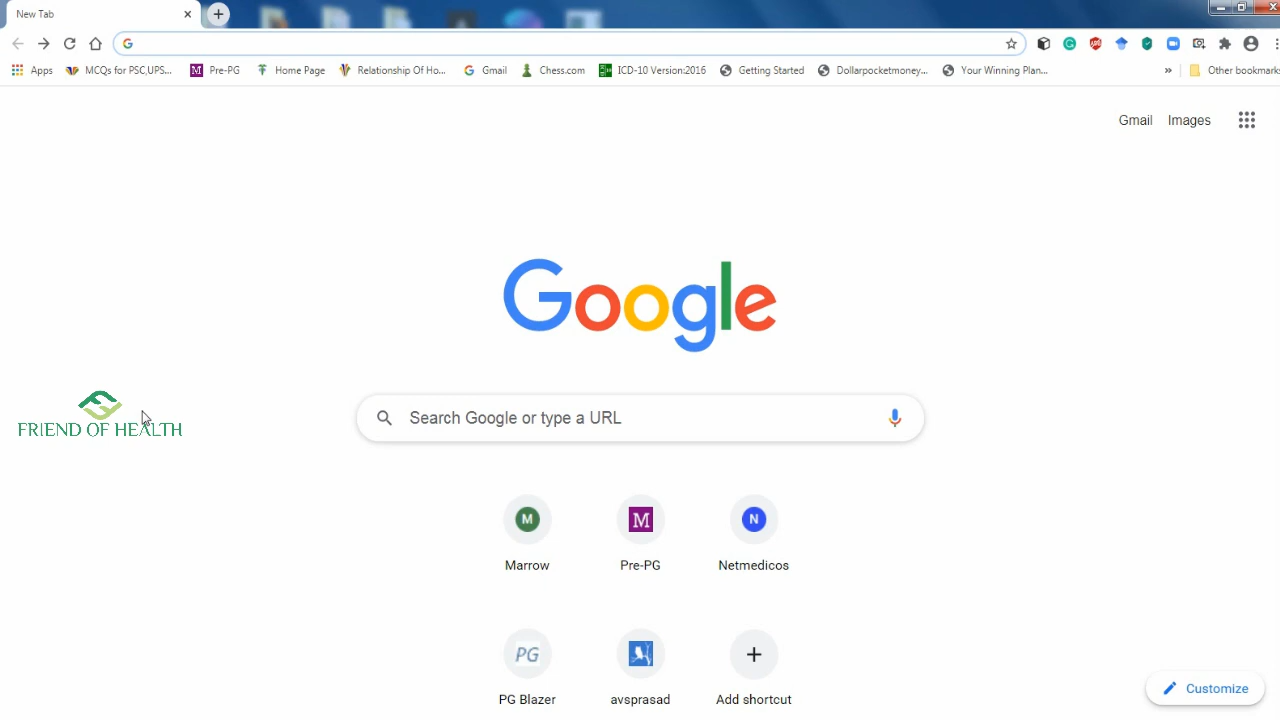 New Tab
Apps MCQs for PSC,UPS... Pre-PG Home Page Relationship Of Ho... Gmail Chess.com ICD-10 Version:2016 Getting Started Dollarpocketmoney... Your Winning Plan... » Other bookmarks
Gmail Images
Google
Search Google or type a URL
FRIEND OF HEALTH
M M N
Marrow Pre-PG Netmedicos
PG
PG Blazer avsprasad Add shortcut
Customize